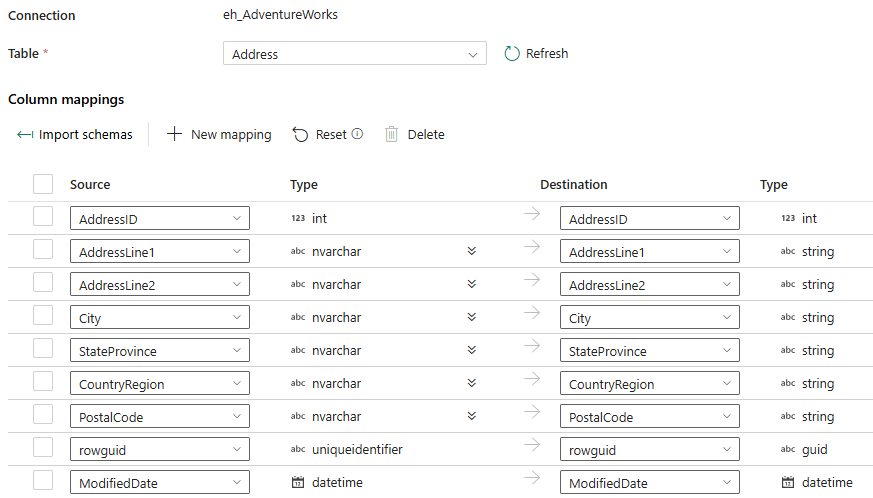 Connection eh_AdventureWorks
Table * Address Refresh
Column mappings
Import schemas New mapping Reset Delete
Source Type Destination Type
AddressID 123 int AddressID 123 int
AddressLine1 abc nvarchar AddressLine1 abc string
AddressLine2 abc nvarchar AddressLine2 abc string
City abc nvarchar City abc string
StateProvince abc nvarchar StateProvince abc string
CountryRegion abc nvarchar CountryRegion abc string
PostalCode abc nvarchar PostalCode abc string
rowguid abc uniqueidentifier rowguid abc guid
ModifiedDate datetime ModifiedDate datetime